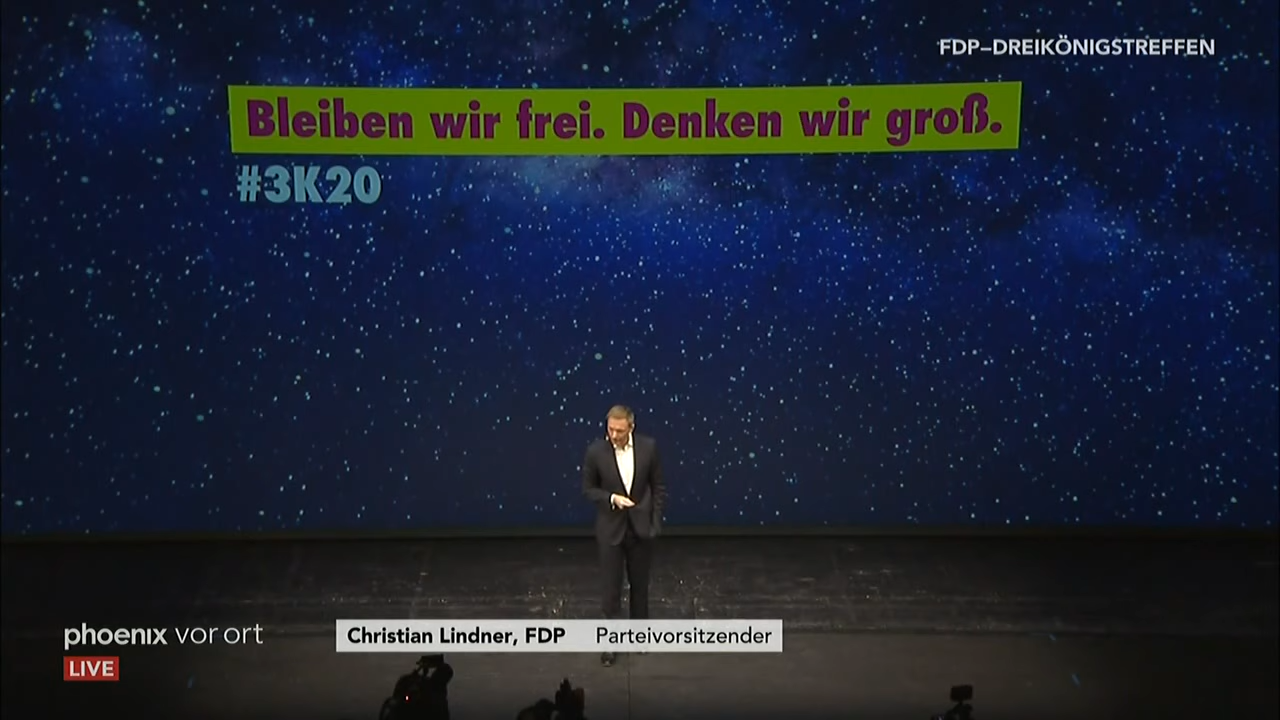 FDP–DREIKÖNIGSTREFFEN
Bleiben wir frei. Denken wir groß.
#3K20
phoenix vor ort
LIVE
Christian Lindner, FDP Parteivorsitzender